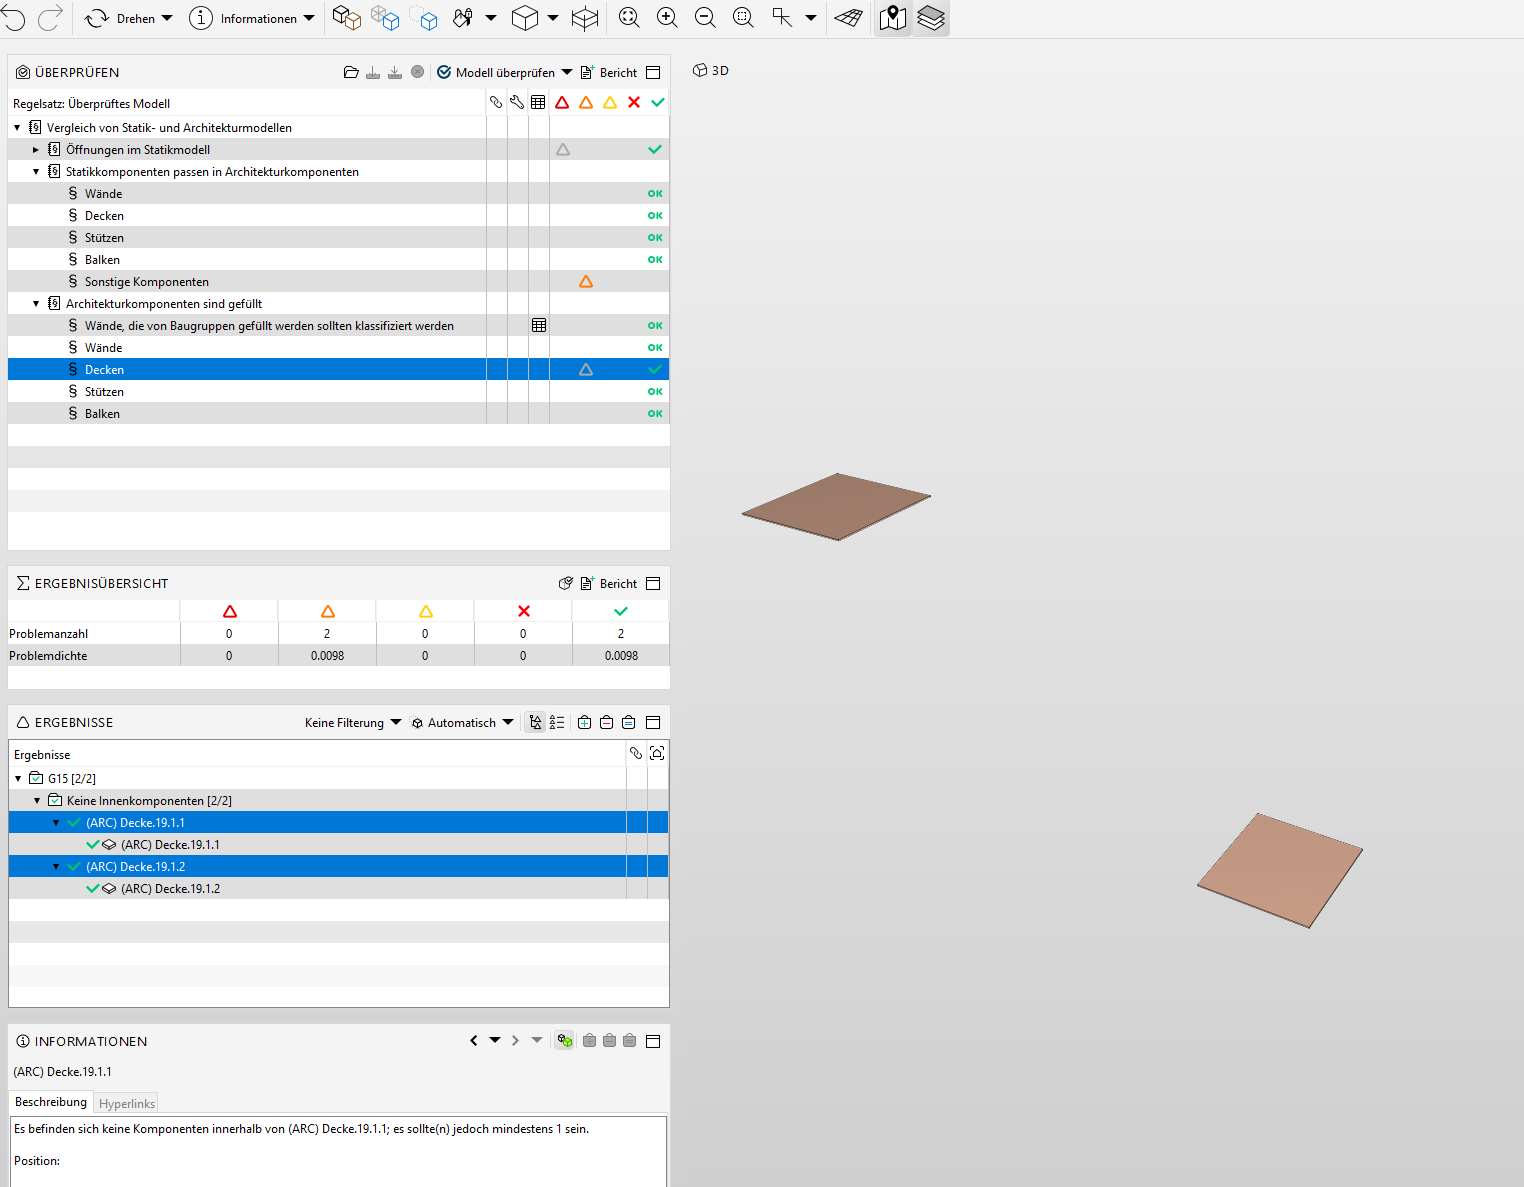 Drehen Informationen
ÜBERPRÜFEN Modell überprüfen Bericht
3D
Regelsatz: Überprüftes Modell
Vergleich von Statik- und Architekturmodellen
Öffnungen im Statikmodell
Statikkomponenten passen in Architekturkomponenten
§ Wände OK
§ Decken OK
§ Stützen OK
§ Balken OK
§ Sonstige Komponenten
Architekturkomponenten sind gefüllt
§ Wände, die von Baugruppen gefüllt werden sollten klassifiziert werden OK
§ Wände OK
§ Decken
§ Stützen OK
§ Balken OK
ERGEBNISÜBERSICHT Bericht
Problemanzahl 0 2 0 0 2
Problemdichte 0 0.0098 0 0 0.0098
ERGEBNISSE Keine Filterung Automatisch
Ergebnisse
G15 [2/2]
Keine Innenkomponenten [2/2]
(ARC) Decke.19.1.1
(ARC) Decke.19.1.1
(ARC) Decke.19.1.2
(ARC) Decke.19.1.2
INFORMATIONEN
(ARC) Decke.19.1.1
Beschreibung Hyperlinks
Es befinden sich keine Komponenten innerhalb von (ARC) Decke.19.1.1; es sollte(n) jedoch mindestens 1 sein.
Position: